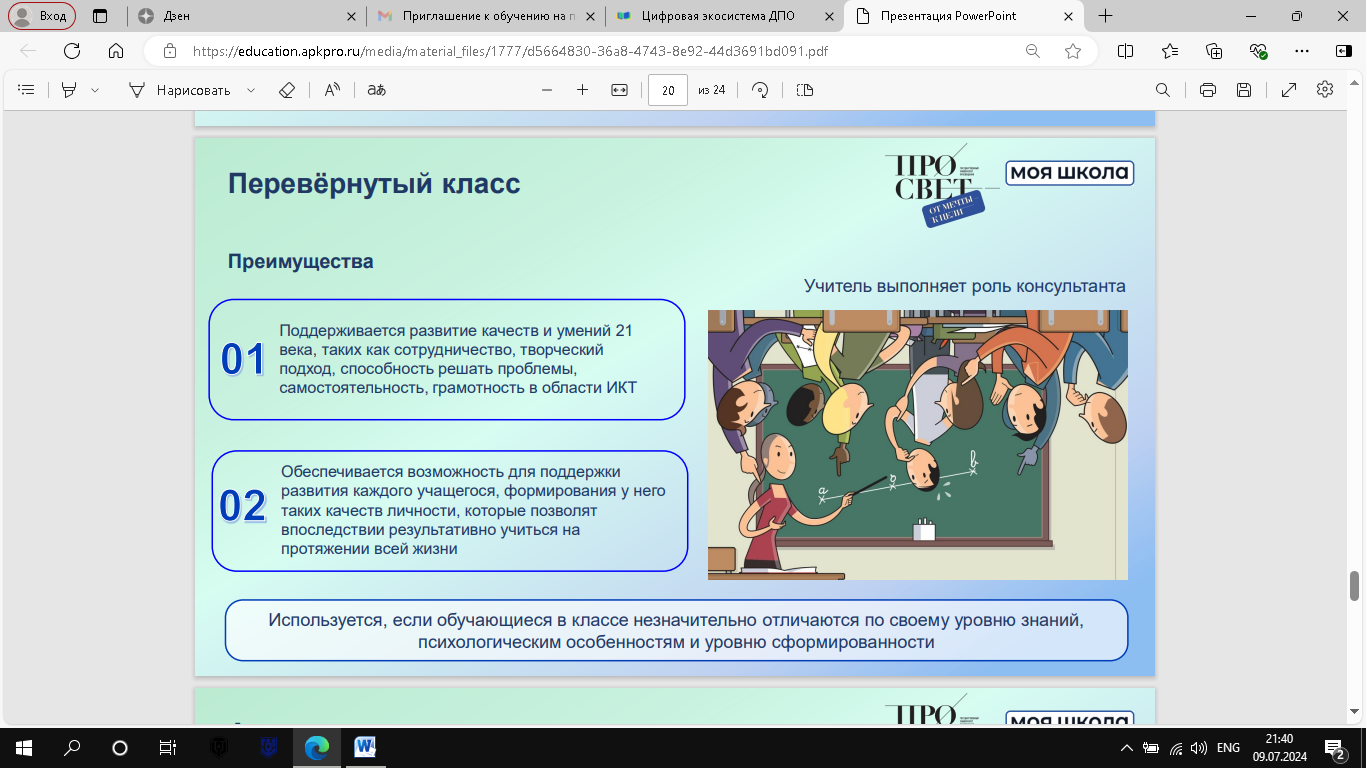 Вход
Дзен
Приглашение к обучению на п
Цифровая экосистема ДПО
Презентация PowerPoint
https://education.apkpro.ru/media/material_files/1777/d5664830-36a8-4743-8e92-44d3691bd091.pdf
Нарисовать
20 из 24
Перевёрнутый класс
ПРО
СВЕТ
ОТ МЕЧТЫ
К ЦЕЛИ
МОЯ ШКОЛА
Преимущества
Учитель выполняет роль консультанта
01
Поддерживается развитие качеств и умений 21
века, таких как сотрудничество, творческий
подход, способность решать проблемы,
самостоятельность, грамотность в области ИКТ
02
Обеспечивается возможность для поддержки
развития каждого учащегося, формирования у него
таких качеств личности, которые позволят
впоследствии результативно учиться на
протяжении всей жизни
a o b
Используется, если обучающиеся в классе незначительно отличаются по своему уровню знаний,
психологическим особенностям и уровню сформированности
ПРО
МОЯ ШКОЛА
ENG
21:40
09.07.2024
2